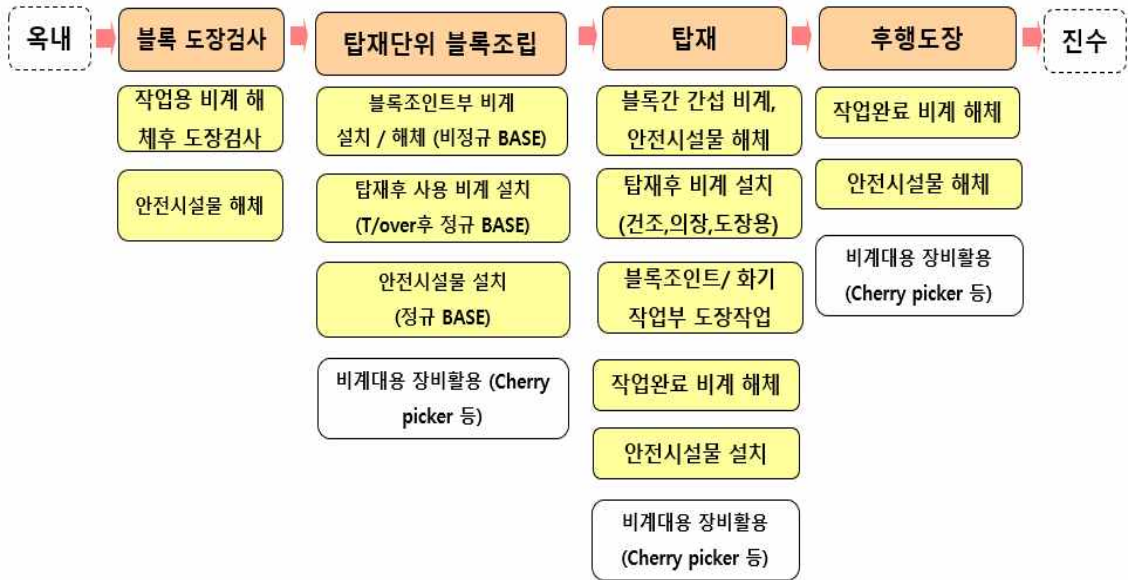 옥내
블록 도장검사
탑재단위 블록조립
탑재
후행도장
진수
작업용 비계 해
체후 도장검사
안전시설물 해체
블록조인트부 비계
설치 / 해체 (비정규 BASE)
탑재후 사용 비계 설치
(T/over후 정규 BASE)
안전시설물 설치
(정규 BASE)
비계대용 장비활용 (Cherry
picker 등)
블록간 간섭 비계,
안전시설물 해체
탑재후 비계 설치
(건조,의장,도장용)
블록조인트/ 화기
작업부 도장작업
작업완료 비계 해체
안전시설물 설치
비계대용 장비활용
(Cherry picker 등)
작업완료 비계 해체
안전시설물 해체
비계대용 장비활용
(Cherry picker 등)